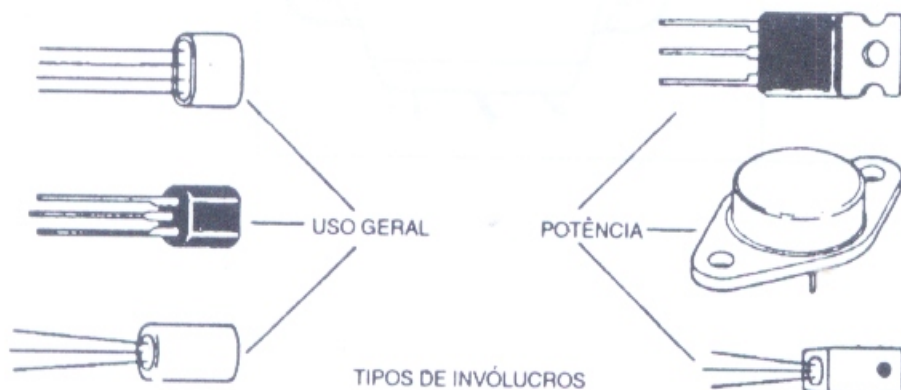 USO GERAL
POTÊNCIA
TIPOS DE INVÓLUCROS